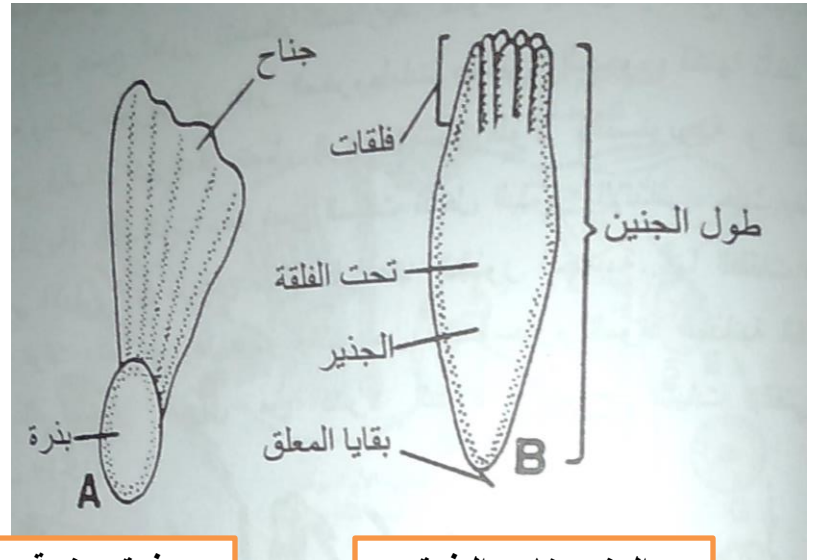 جناح
فلقات
طول الجنين
تحت الفلقة
الجذير
بذرة
بقايا المعلق
A
B